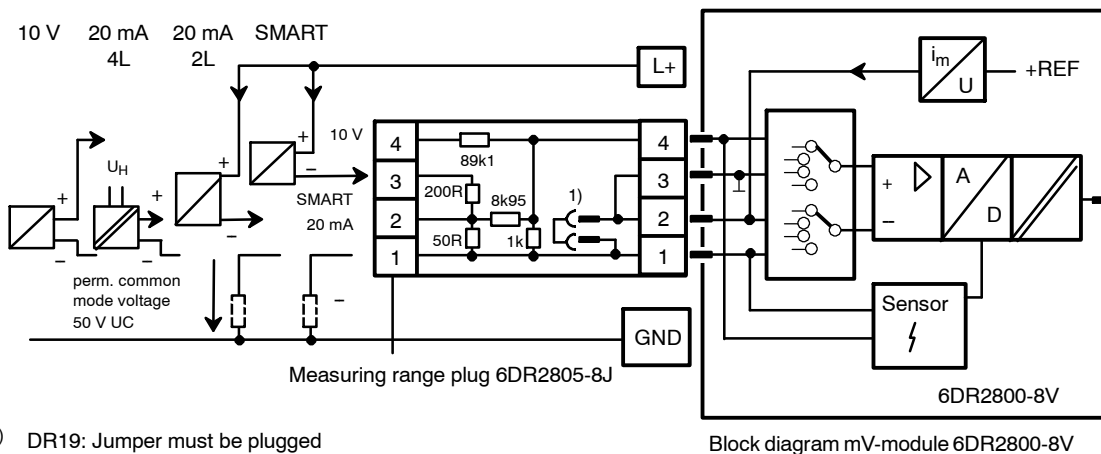 10 V 20 mA 20 mA SMART
4L 2L
L+
im
U
+REF
10 V
4
89k1
4
+
+
3
200R
3
UH
+
+
–
SMART
8k95
1)
+
A
2
2
20 mA
–
D
–
–
–
50R
1k
1
1
perm. common
mode voltage
50 V UC
–
Sensor
GND
Measuring range plug 6DR2805-8J
6DR2800-8V
) DR19: Jumper must be plugged
Block diagram mV-module 6DR2800-8V